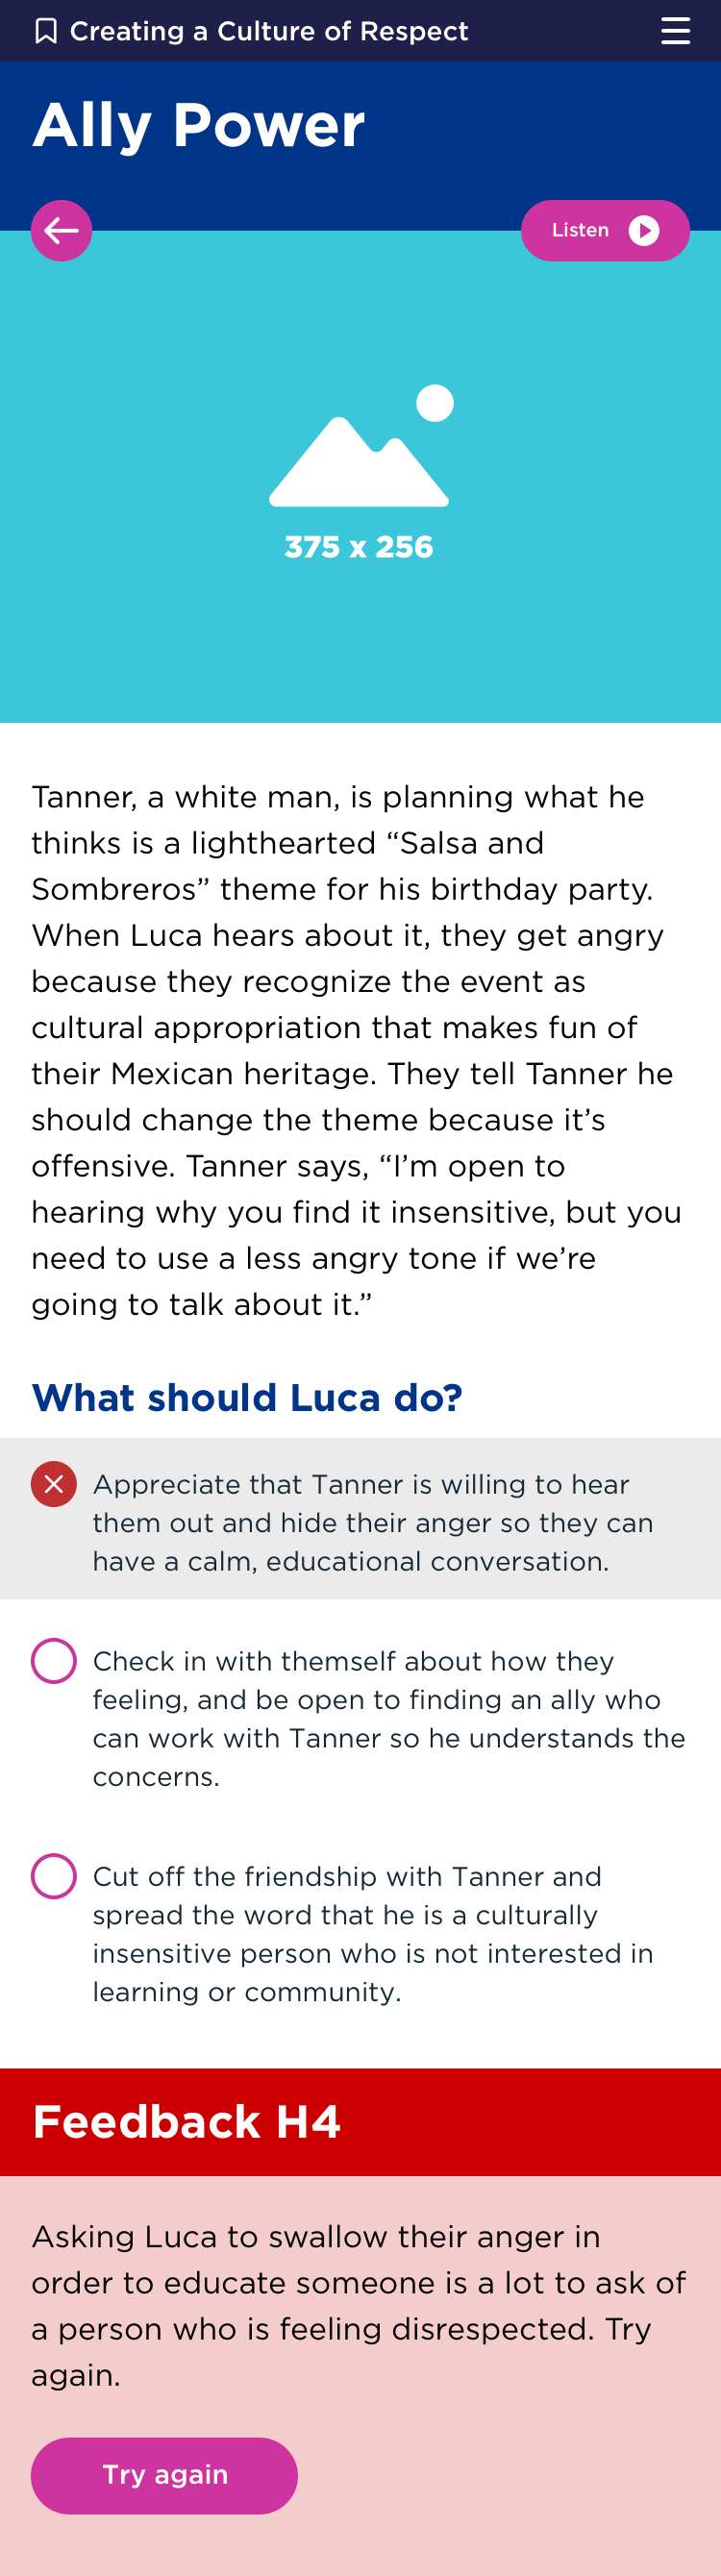 Creating a Culture of Respect
Ally Power
Listen
375 x 256
Tanner, a white man, is planning what he
thinks is a lighthearted “Salsa and
Sombreros” theme for his birthday party.
When Luca hears about it, they get angry
because they recognize the event as
cultural appropriation that makes fun of
their Mexican heritage. They tell Tanner he
should change the theme because it’s
offensive. Tanner says, “I’m open to
hearing why you find it insensitive, but you
need to use a less angry tone if we’re
going to talk about it.”
What should Luca do?
Appreciate that Tanner is willing to hear
them out and hide their anger so they can
have a calm, educational conversation.
Check in with themself about how they
feeling, and be open to finding an ally who
can work with Tanner so he understands the
concerns.
Cut off the friendship with Tanner and
spread the word that he is a culturally
insensitive person who is not interested in
learning or community.
Feedback H4
Asking Luca to swallow their anger in
order to educate someone is a lot to ask of
a person who is feeling disrespected. Try
again.
Try again